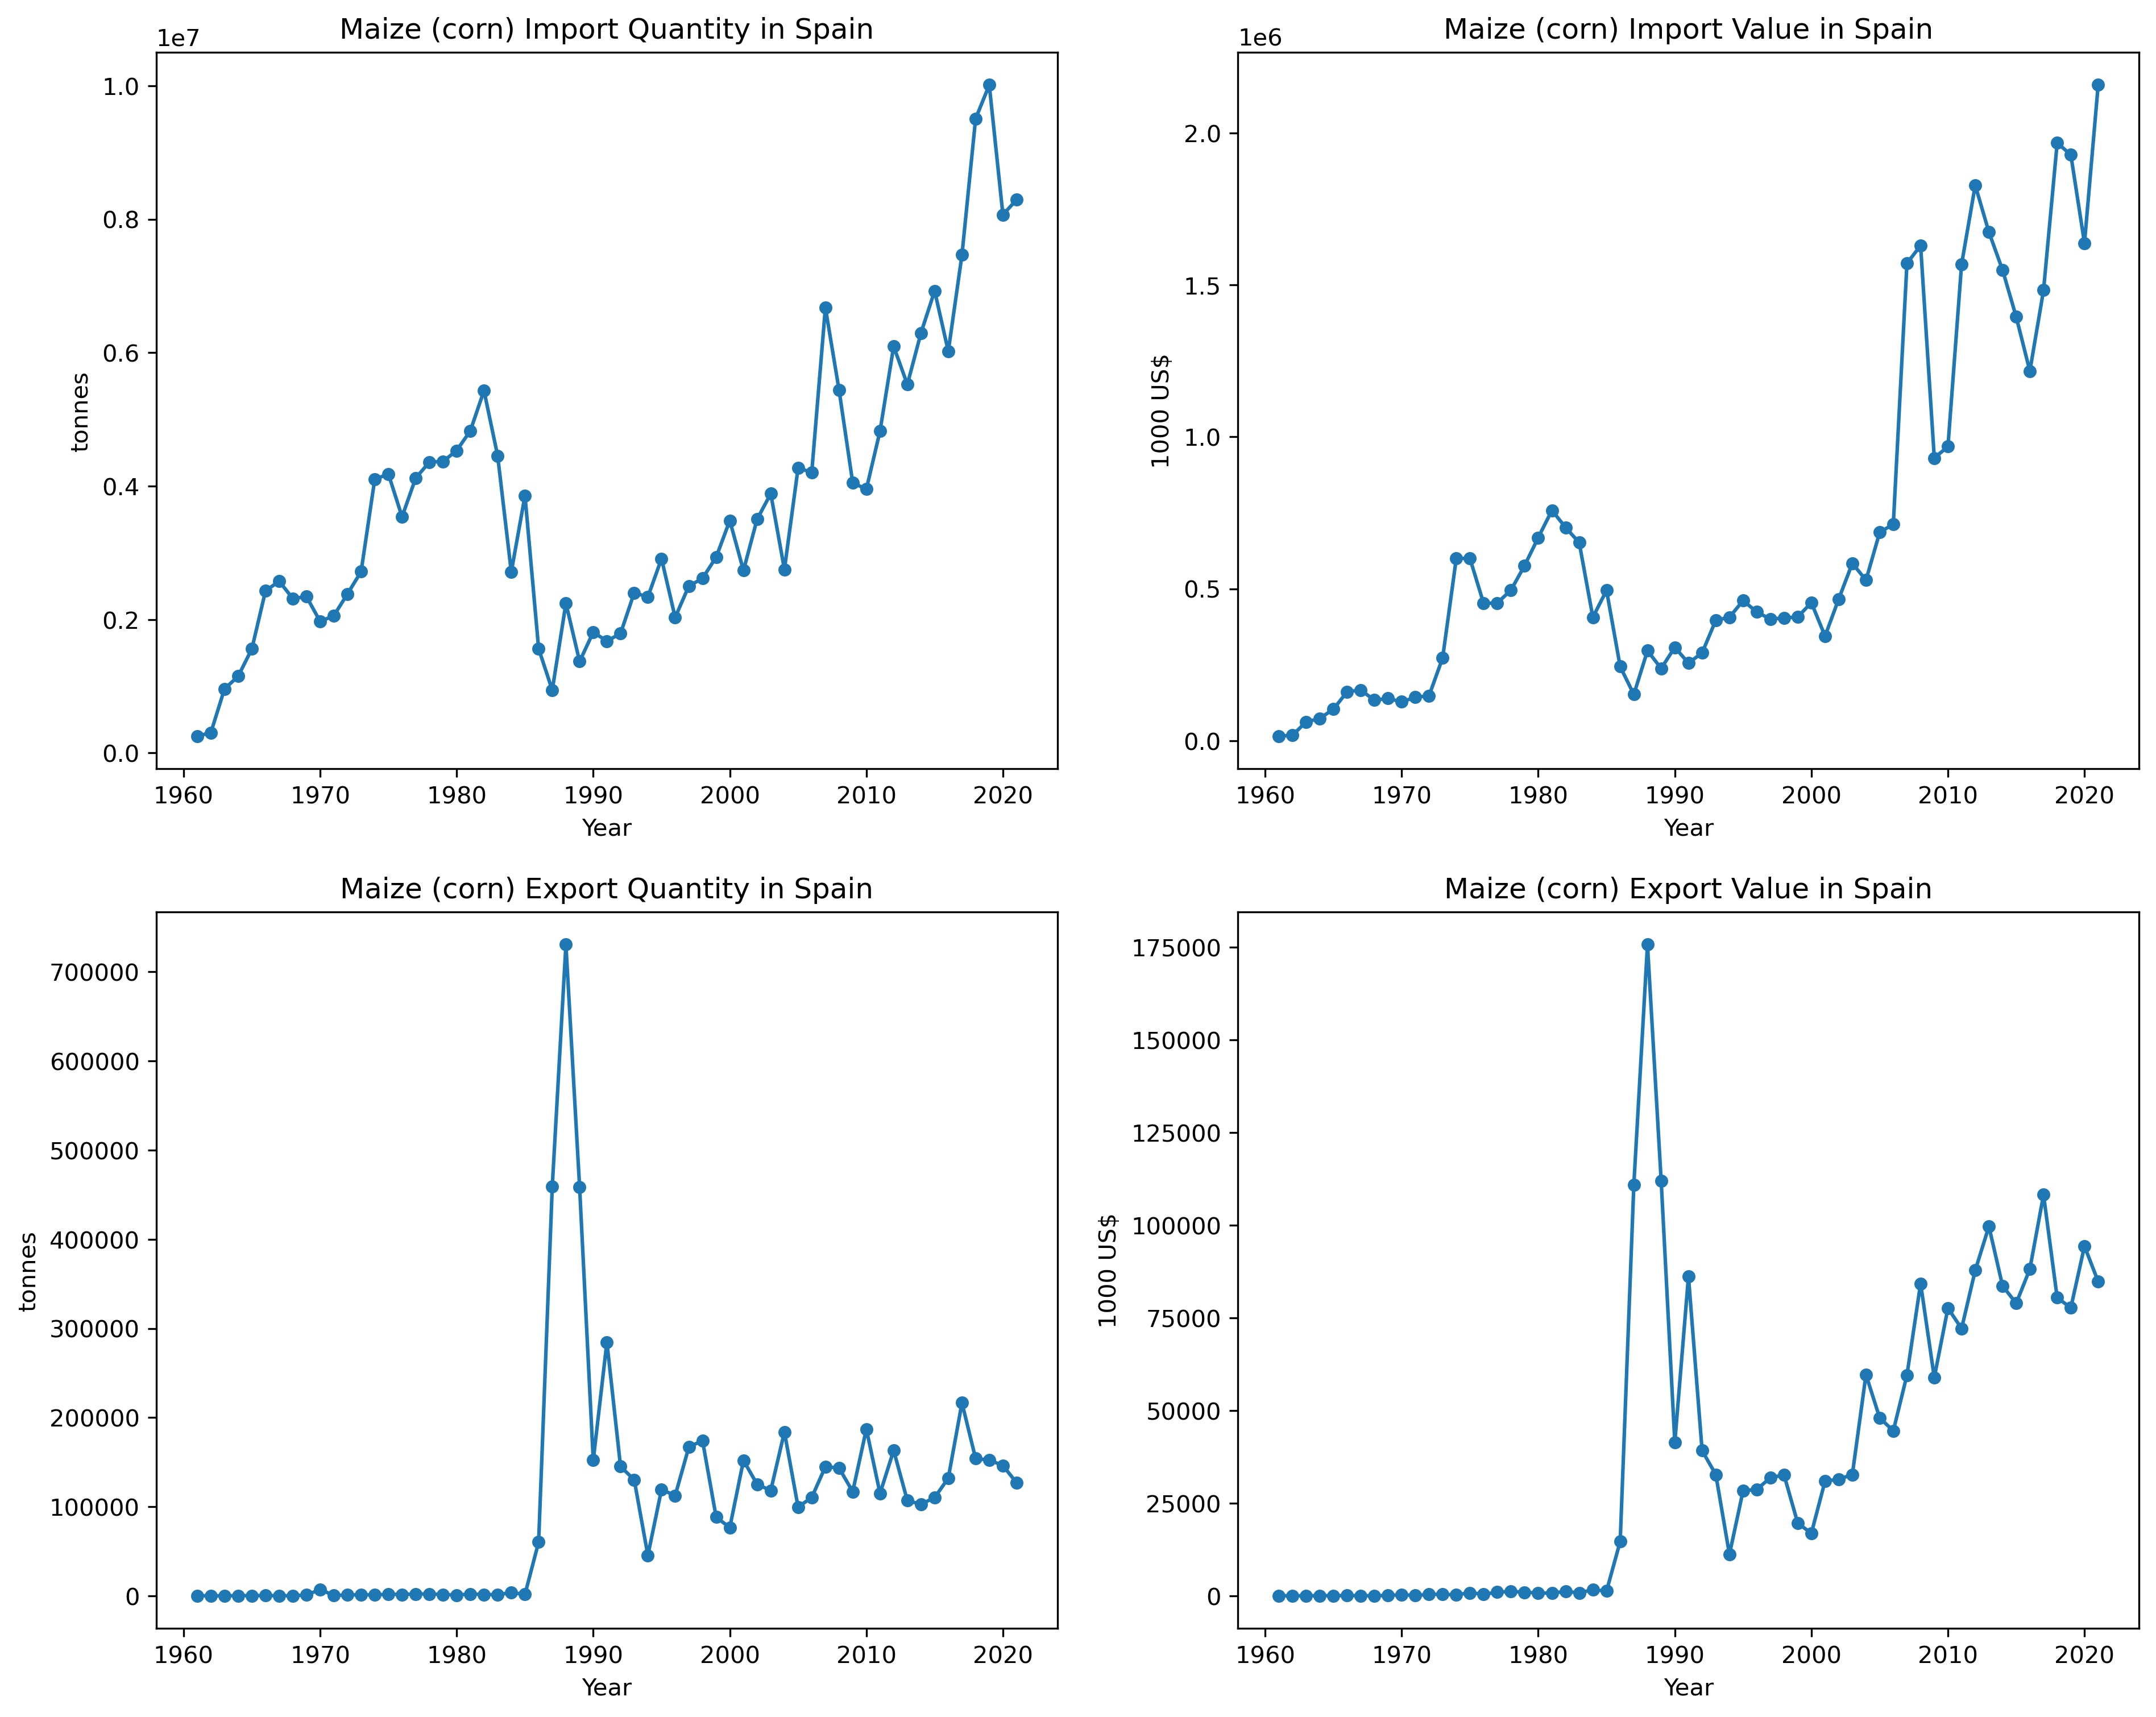 Maize (corn) Import Quantity in Spain
1e7
1.0
0.8
0.6
0.4
0.2
0.0
tonnes
1960 1970 1980 1990 2000 2010 2020
Year
Maize (corn) Import Value in Spain
1e6
2.0
1.5
1.0
0.5
0.0
1000 US$
1960 1970 1980 1990 2000 2010 2020
Year
Maize (corn) Export Quantity in Spain
700000
600000
500000
400000
300000
200000
100000
0
tonnes
1960 1970 1980 1990 2000 2010 2020
Year
Maize (corn) Export Value in Spain
175000
150000
125000
100000
75000
50000
25000
0
1000 US$
1960 1970 1980 1990 2000 2010 2020
Year